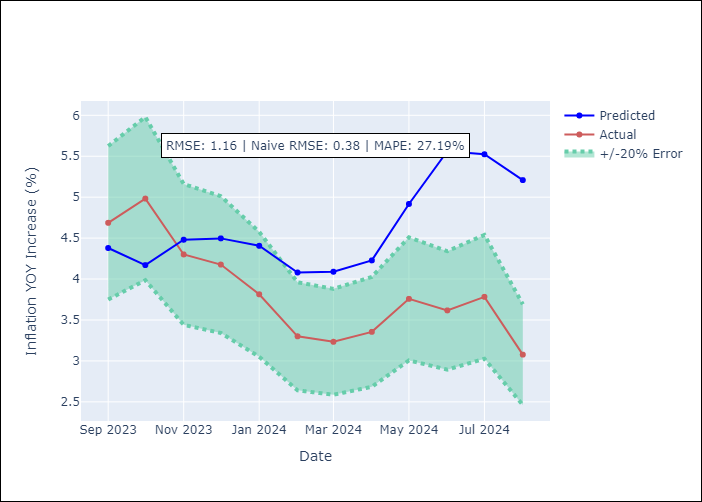 RMSE: 1.16 | Naive RMSE: 0.38 | MAPE: 27.19%
Predicted
Actual
+/-20% Error
Inflation YOY Increase (%)
6
5.5
5
4.5
4
3.5
3
2.5
Sep 2023
Nov 2023
Jan 2024
Mar 2024
May 2024
Jul 2024
Date